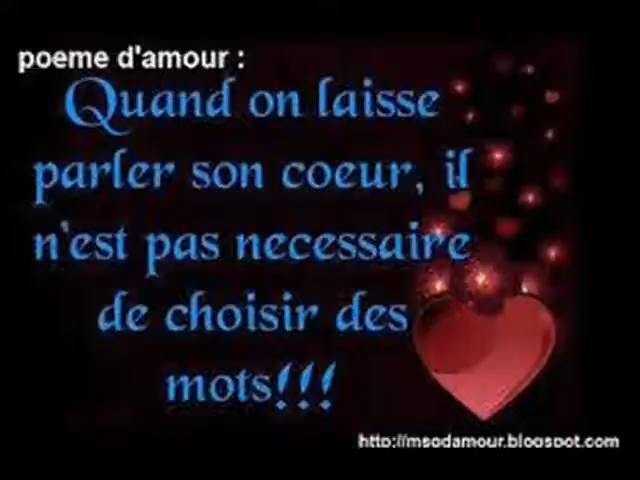 poeme d'amour :
Quand on laisse
parler son coeur, il
n'est pas necessaire
de choisir des
mots!!!
http://msgdamour.blogspot.com